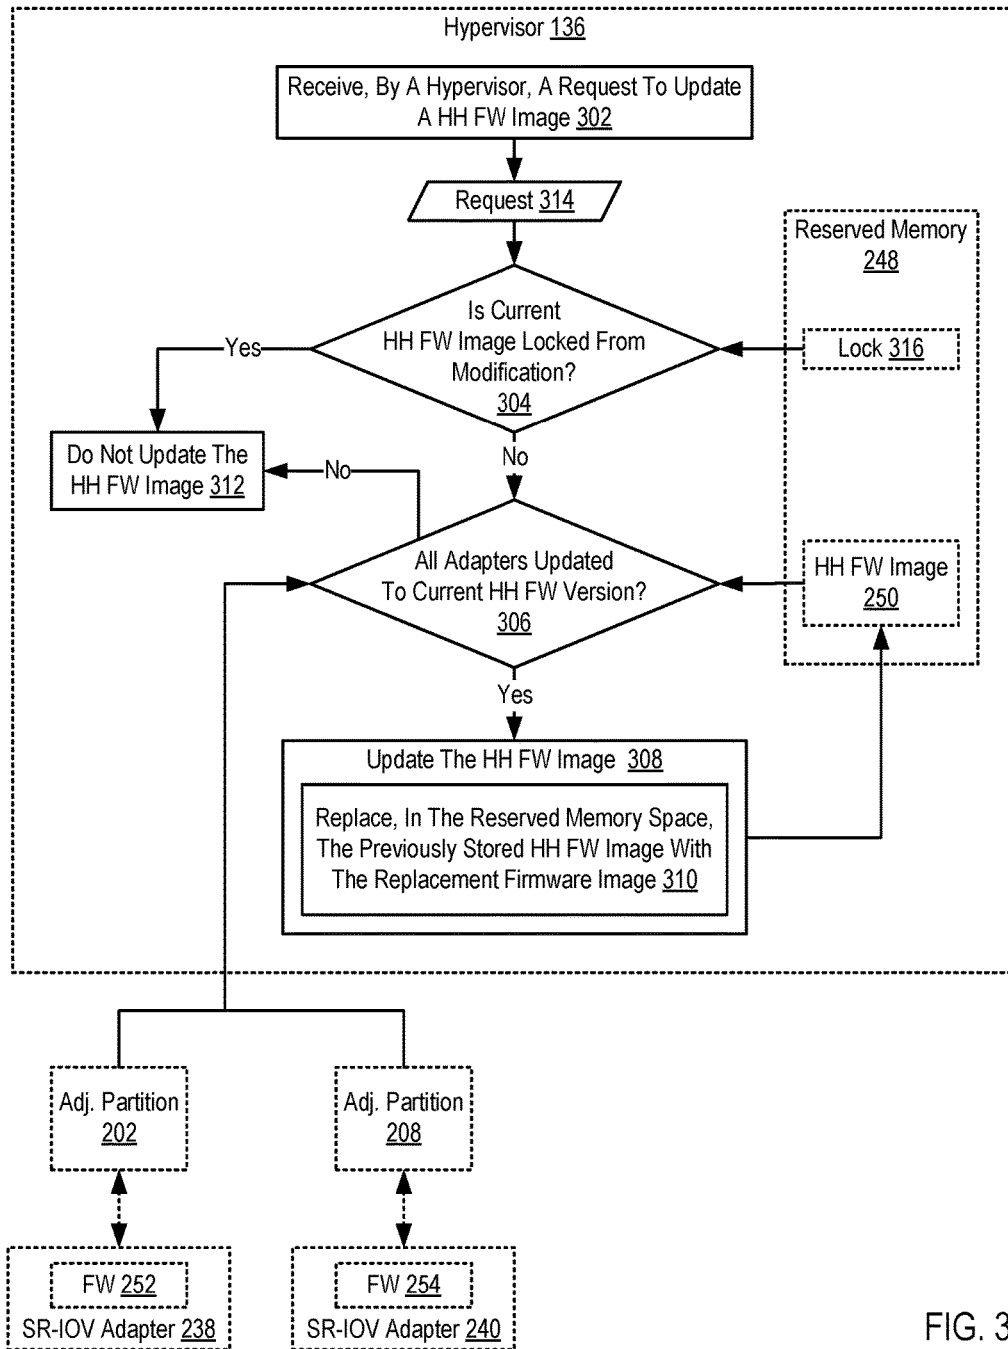 Hypervisor 136
Receive, By A Hypervisor, A Request To Update
A HH FW Image 302
Request 314
Reserved Memory
248
Is Current
HH FW Image Locked From
Modification?
304
Lock 316
Yes
Do Not Update The
HH FW Image 312
No
No
All Adapters Updated
To Current HH FW Version?
306
HH FW Image
250
Yes
Update The HH FW Image 308
Replace, In The Reserved Memory Space,
The Previously Stored HH FW Image With
The Replacement Firmware Image 310
Adj. Partition
202
Adj. Partition
208
FW 252
SR-IOV Adapter 238
FW 254
SR-IOV Adapter 240
FIG. 3